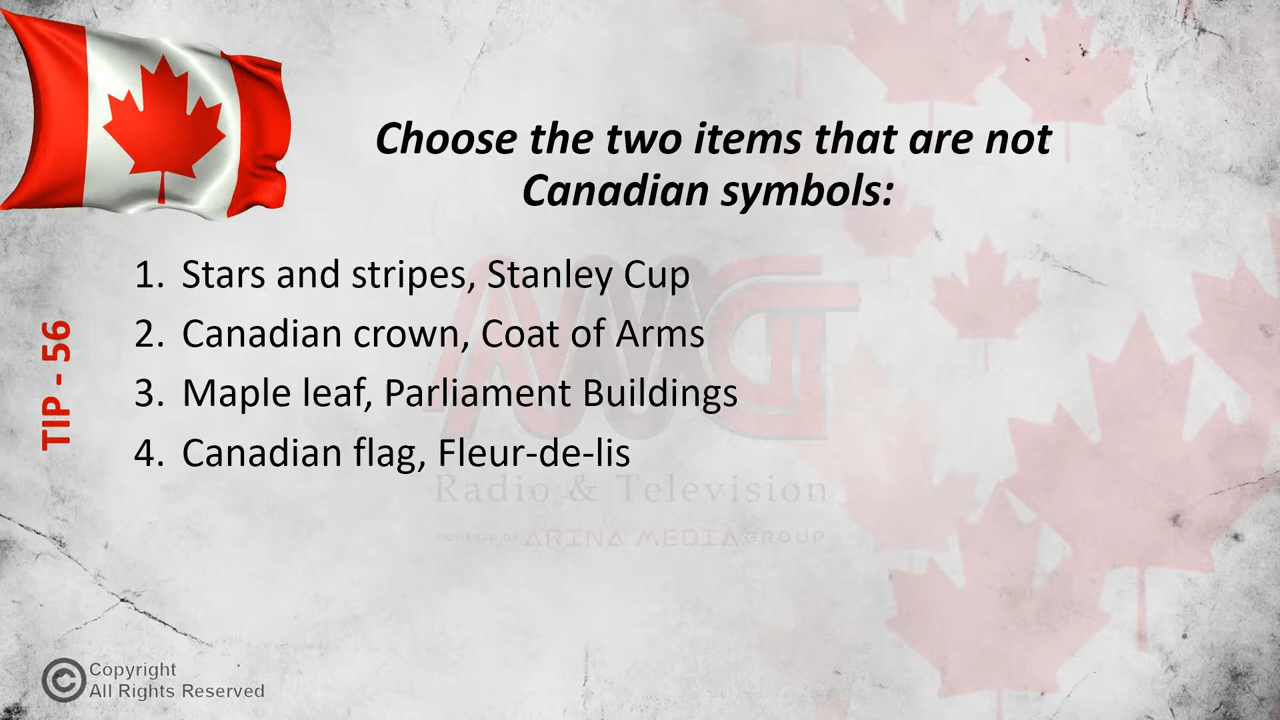 Choose the two items that are not
Canadian symbols:
1. Stars and stripes, Stanley Cup
2. Canadian crown, Coat of Arms
3. Maple leaf, Parliament Buildings
4. Canadian flag, Fleur-de-lis
TIP - 56
Radio & Television
POWERED BY ARINA MEDIA GROUP
© Copyright
All Rights Reserved